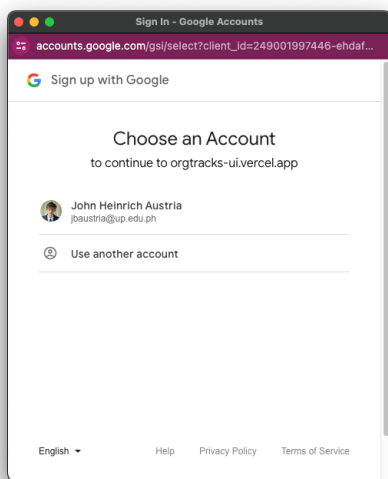 Sign In - Google Accounts
accounts.google.com/gsi/select?client_id=249001997446-ehdaf...
Sign up with Google
Choose an Account
to continue to orgtracks-ui.vercel.app
John Heinrich Austria
jbaustria@up.edu.ph
Use another account
English Help Privacy Policy Terms of Service